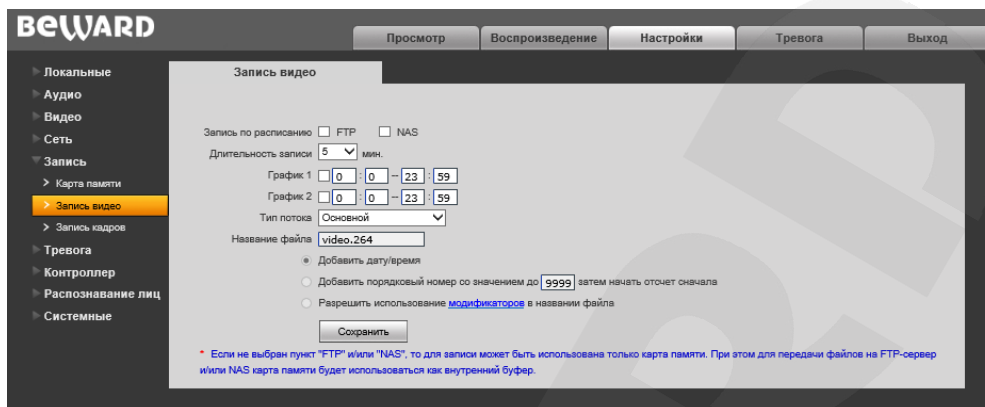 BEWARD
Просмотр Воспроизведение Настройки Тревога Выход
Локальные
Аудио
Видео
Сеть
Запись
Карта памяти
Запись видео
Запись кадров
Тревога
Контроллер
Распознавание лиц
Системные
Запись видео
Запись по расписанию FTP NAS
Длительность записи 5 мин.
График 1 0 : 0 – 23 : 59
График 2 0 : 0 – 23 : 59
Тип потока Основной
Название файла video.264
Добавить дату/время
Добавить порядковый номер со значением до 9999 затем начать отсчет сначала
Разрешить использование модификаторов в названии файла
Сохранить
* Если не выбран пункт "FTP" и/или "NAS", то для записи может быть использована только карта памяти. При этом для передачи файлов на FTP-сервер
и/или NAS карта памяти будет использоваться как внутренний буфер.